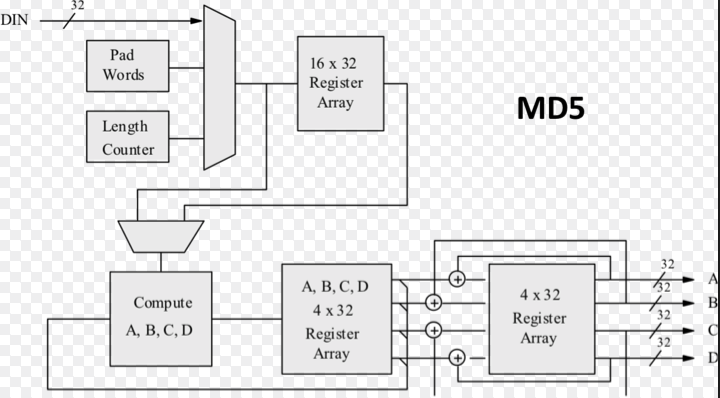 DIN
32
Pad
Words
Length
Counter
16 x 32
Register
Array
MD5
Compute
A, B, C, D
A, B, C, D
4 x 32
Register
Array
4 x 32
Register
Array
32
A
32
B
32
C
32
D